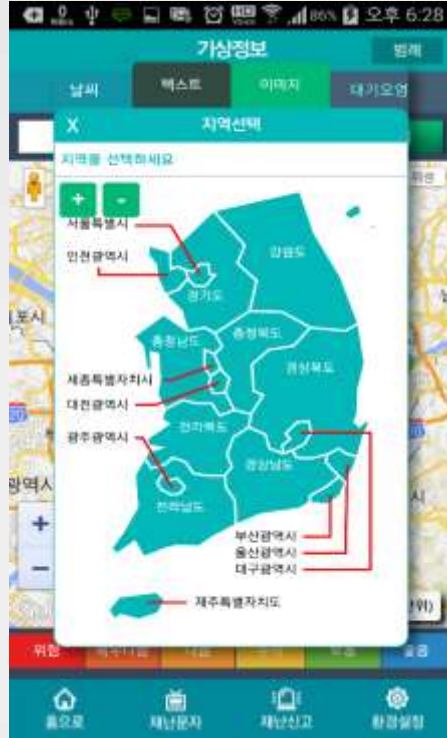 86% 오후 6:28
가상정보 범례
날씨 텍스트 이미지 대기오염
X 지역선택
지역을 선택하세요
+ -
서울특별시
강원도
인천광역시
경기도
충청북도
충청남도
경상북도
세종특별자치시
대전광역시
전라북도
광주광역시
경상남도
전라남도
부산광역시
울산광역시
대구광역시
제주특별자치도
위험
홈으로 재난문자 재난신고 환경설정